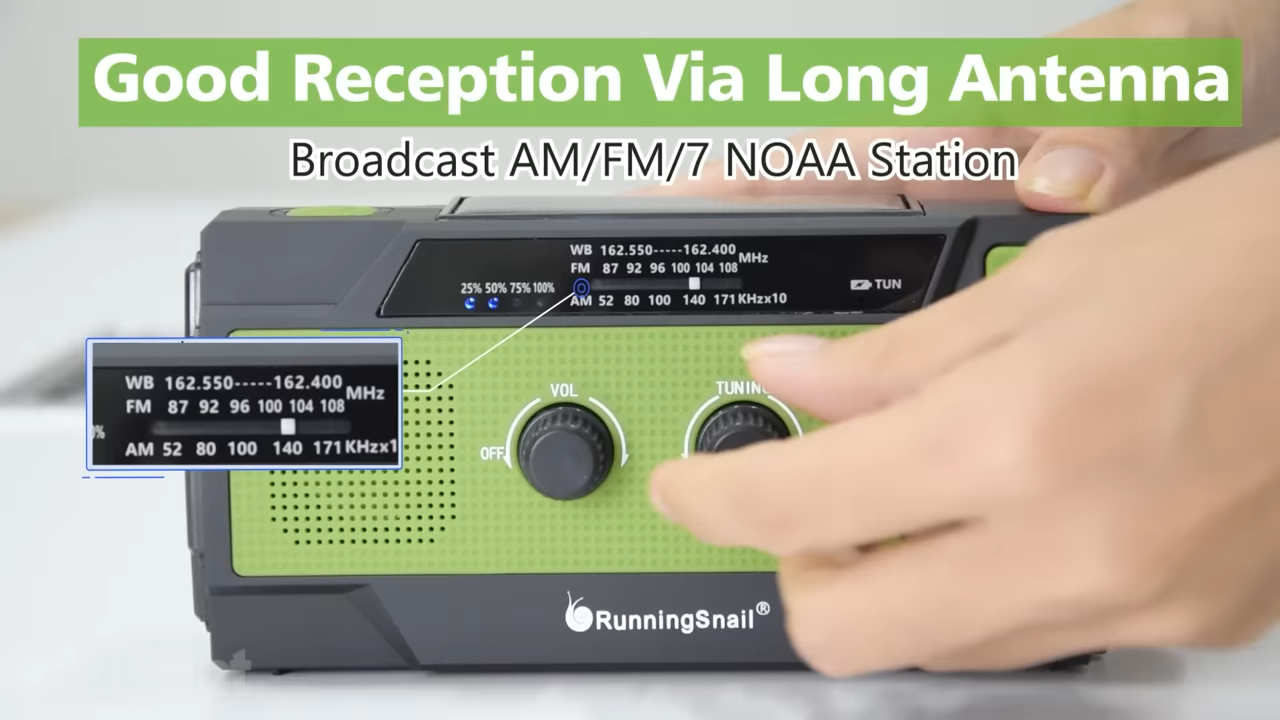 Good Reception Via Long Antenna
Broadcast AM/FM/7 NOAA Station
WB 162.550-----162.400
MHz
FM 87 92 96 100 104 108
25% 50% 75% 100%
AM 52 80 100 140 171 KHzx10
TUN
WB 162.550-----162.400
MHz
FM 87 92 96 100 104 108
%
AM 52 80 100 140 171 KHzx1
VOL
TUNING
OFF
RunningSnail®